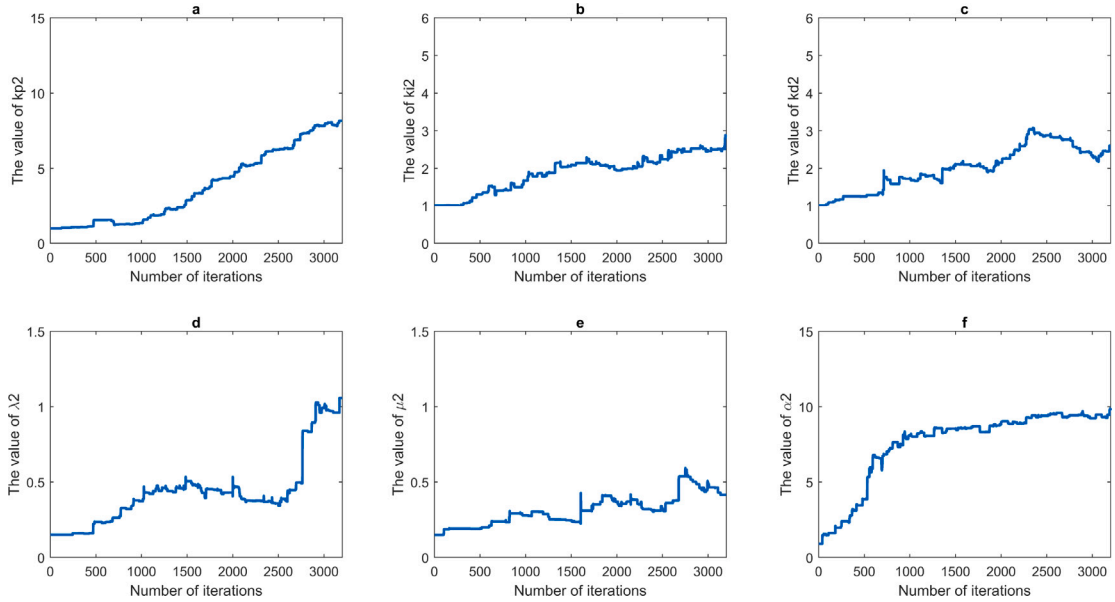 a
15
10
5
0
The value of kp2
0 500 1000 1500 2000 2500 3000
Number of iterations
b
6
5
4
3
2
1
0
The value of ki2
0 500 1000 1500 2000 2500 3000
Number of iterations
c
6
5
4
3
2
1
0
The value of kd2
0 500 1000 1500 2000 2500 3000
Number of iterations
d
1.5
1
0.5
0
The value of λ2
0 500 1000 1500 2000 2500 3000
Number of iterations
e
1.5
1
0.5
0
The value of μ2
0 500 1000 1500 2000 2500 3000
Number of iterations
f
15
10
5
0
The value of α2
0 500 1000 1500 2000 2500 3000
Number of iterations